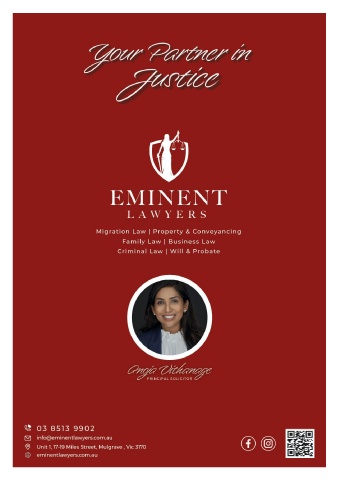 Your Partner in
Justice
EMINENT
LAWYERS
Migration Law | Property & Conveyancing
Family Law | Business Law
Criminal Law | Will & Probate
Vithanage
PRINCIPAL SOLICITOR
03 8513 9902
info@eminentlawyers.com.au
Unit 1, 17-19 Miles Street, Mulgrave , Vic 3170
eminentlawyers.com.au